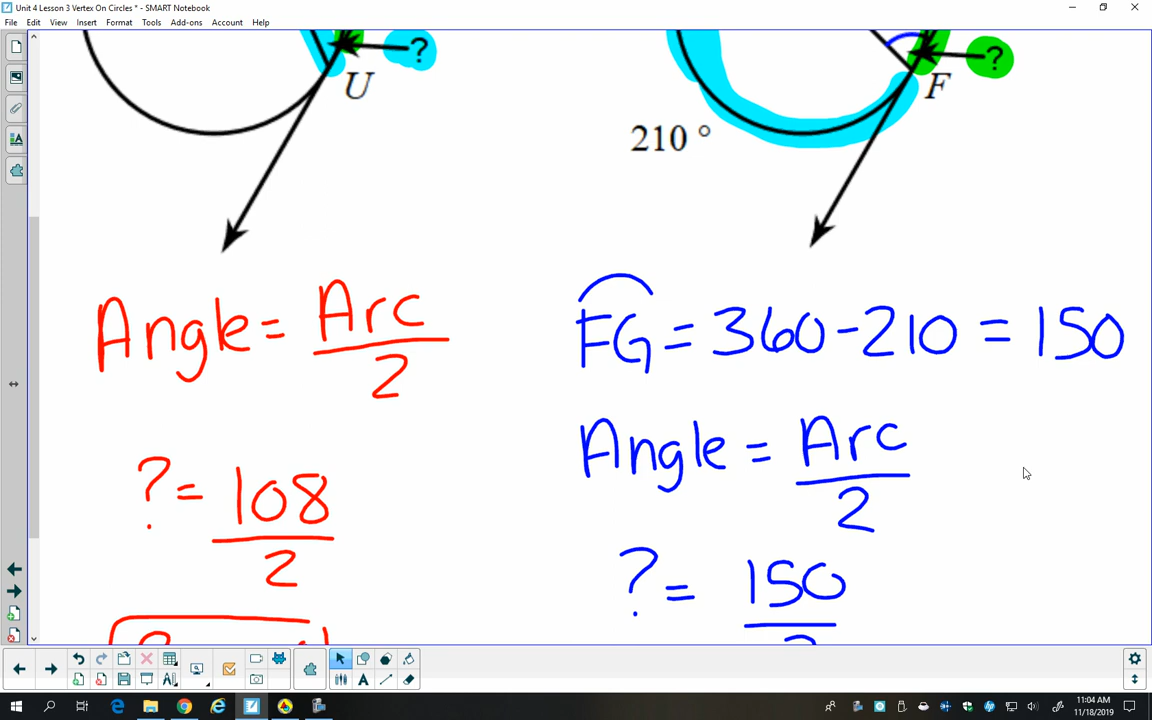 Unit 4 Lesson 3 Vertex On Circles * - SMART Notebook
File Edit View Insert Format Tools Add-ons Account Help
? ?
U F
210 °
Angle = Arc / 2
FG = 360 - 210 = 150
Angle = Arc / 2
? = 108 / 2
? = 150
11:04 AM
11/18/2019